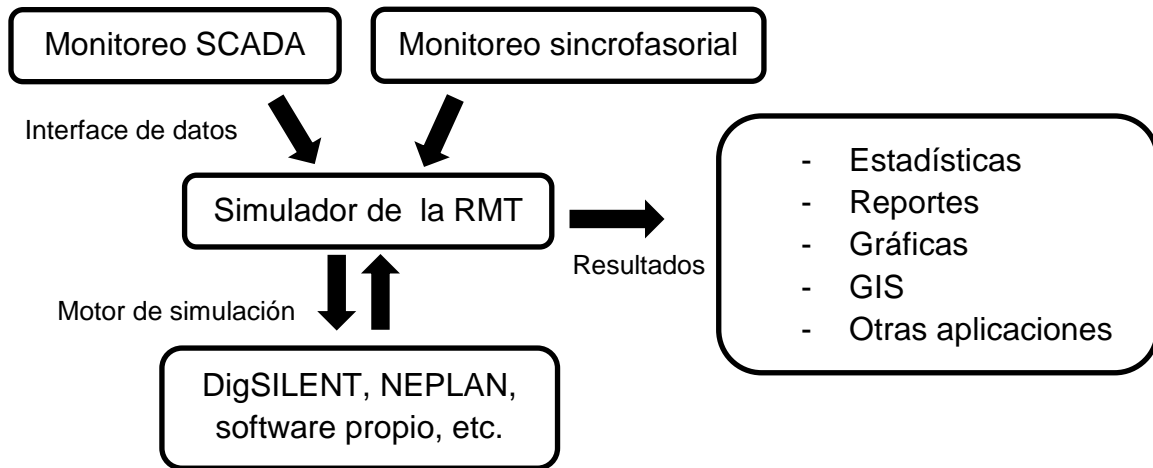 Monitoreo SCADA
Monitoreo sincrofasorial
Interface de datos
Simulador de la RMT
Resultados
- Estadísticas
- Reportes
- Gráficas
- GIS
- Otras aplicaciones
Motor de simulación
DigSILENT, NEPLAN,
software propio, etc.